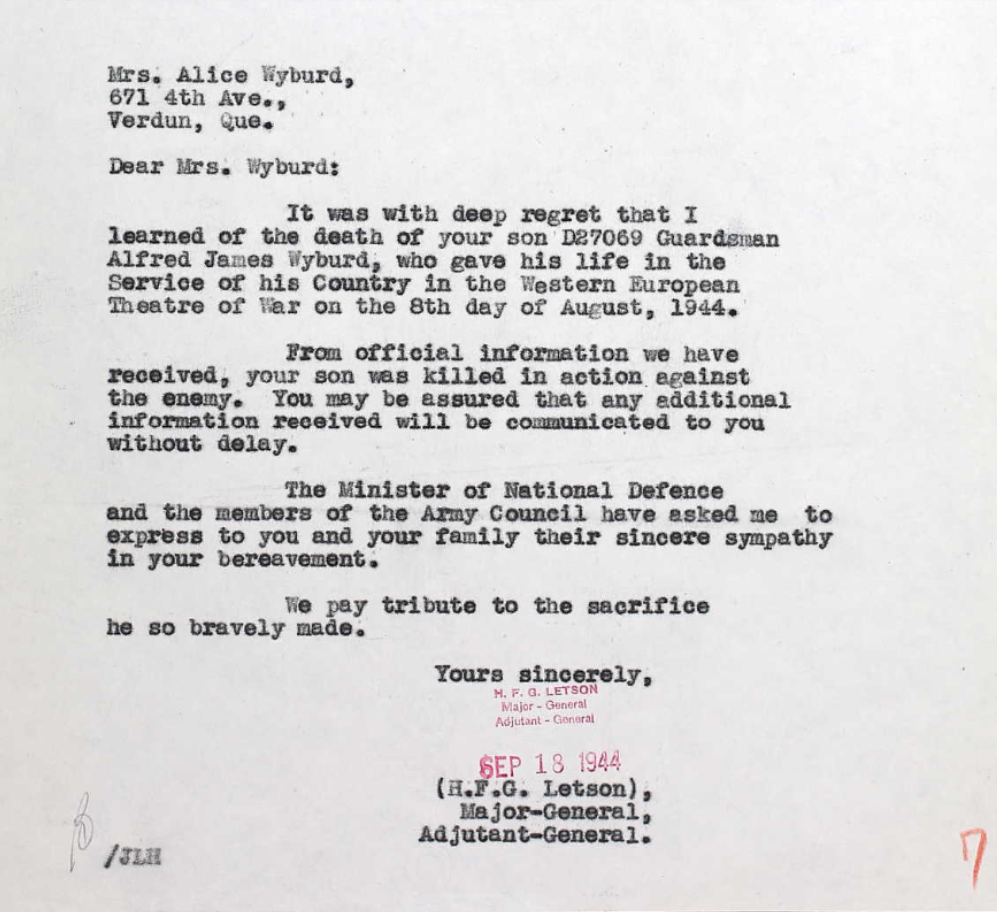 Mrs. Alice Wyburd,
671 4th Ave.,
Verdun, Que.
Dear Mrs. Wyburd:
It was with deep regret that I
learned of the death of your son D27069 Guardsman
Alfred James Wyburd, who gave his life in the
Service of his Country in the Western European
Theatre of War on the 8th day of August, 1944.
From official information we have
received, your son was killed in action against
the enemy. You may be assured that any additional
information received will be communicated to you
without delay.
The Minister of National Defence
and the members of the Army Council have asked me to
express to you and your family their sincere sympathy
in your bereavement.
We pay tribute to the sacrifice
he so bravely made.
Yours sincerely,
H. F. G. LETSON
Major - General
Adjutant - General
SEP 18 1944
(H.F.G. Letson),
Major-General,
Adjutant-General.
/JLH
7